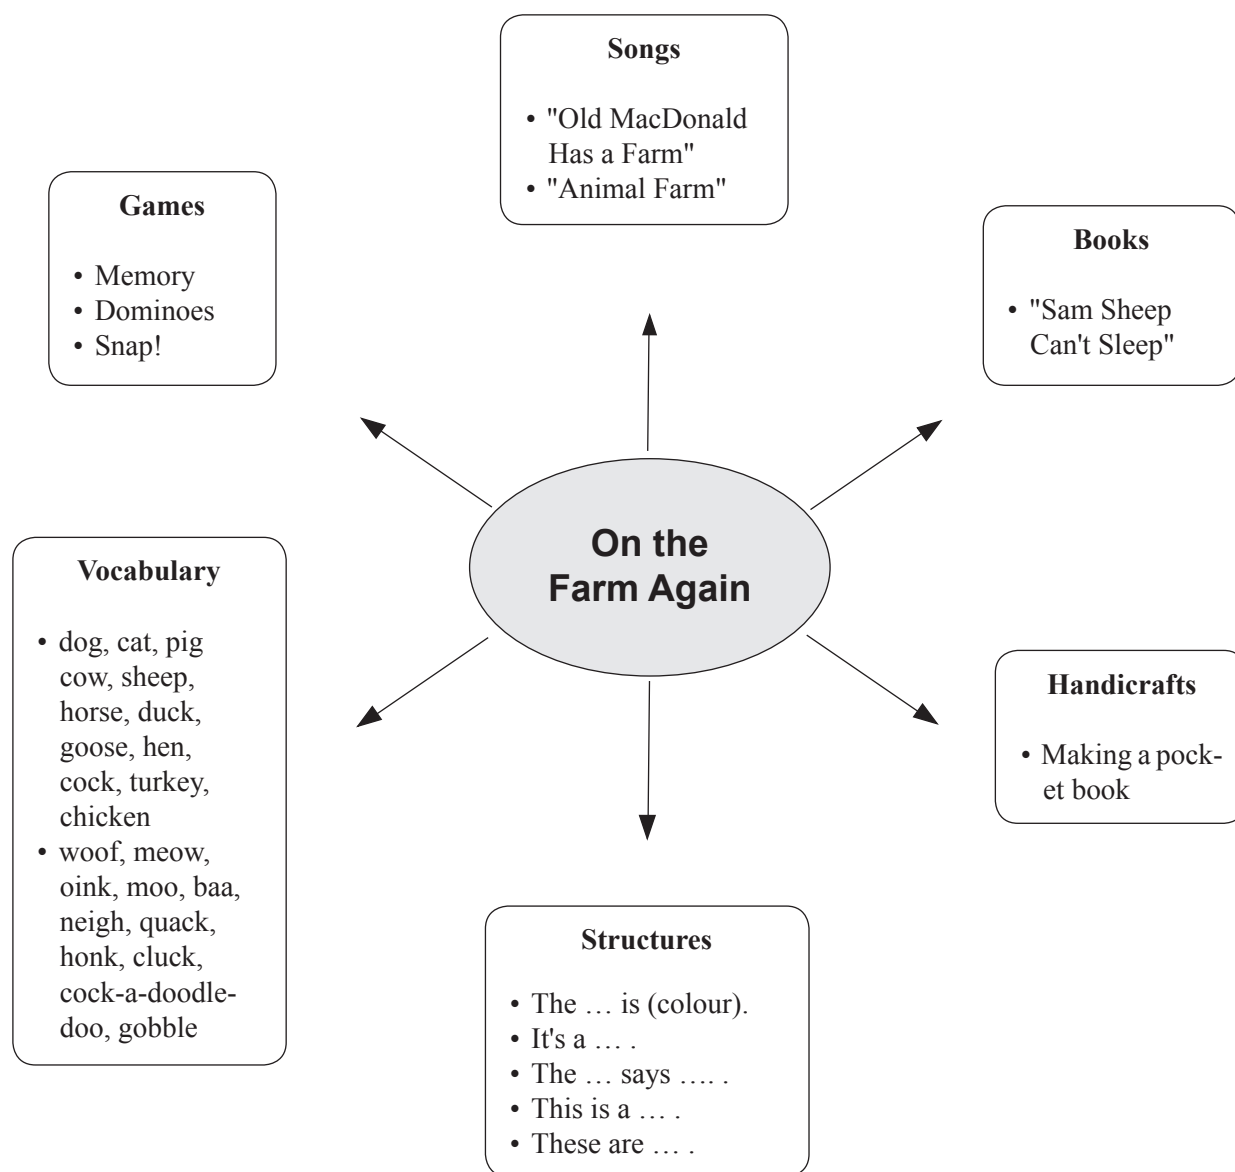 Songs
• "Old MacDonald
Has a Farm"
• "Animal Farm"
Games
• Memory
• Dominoes
• Snap!
Books
• "Sam Sheep
Can't Sleep"
On the
Farm Again
Vocabulary
• dog, cat, pig
cow, sheep,
horse, duck,
goose, hen,
cock, turkey,
chicken
• woof, meow,
oink, moo, baa,
neigh, quack,
honk, cluck,
cock-a-doodle-
doo, gobble
Handicrafts
• Making a pock-
et book
Structures
• The … is (colour).
• It's a … .
• The … says …. .
• This is a … .
• These are … .